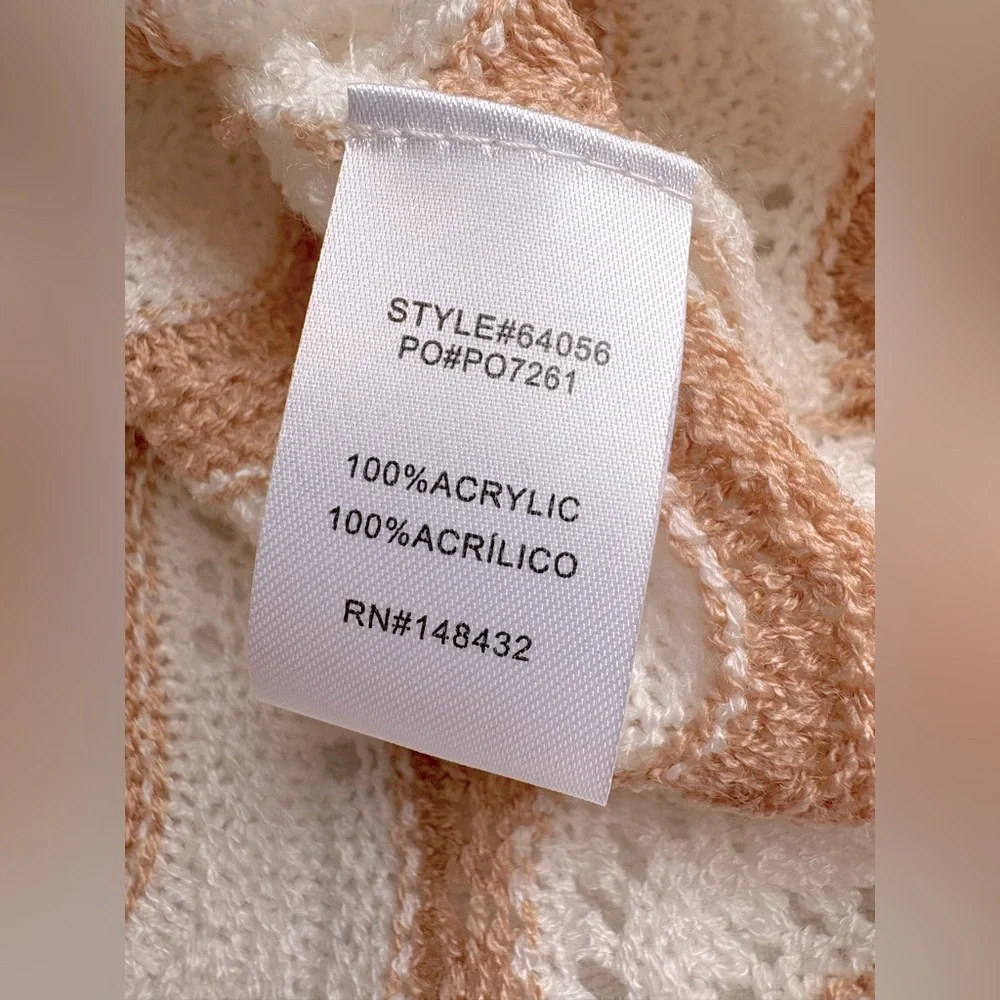 STYLE#64056
PO#PO7261
100%ACRYLIC
100%ACRÍLICO
RN#148432